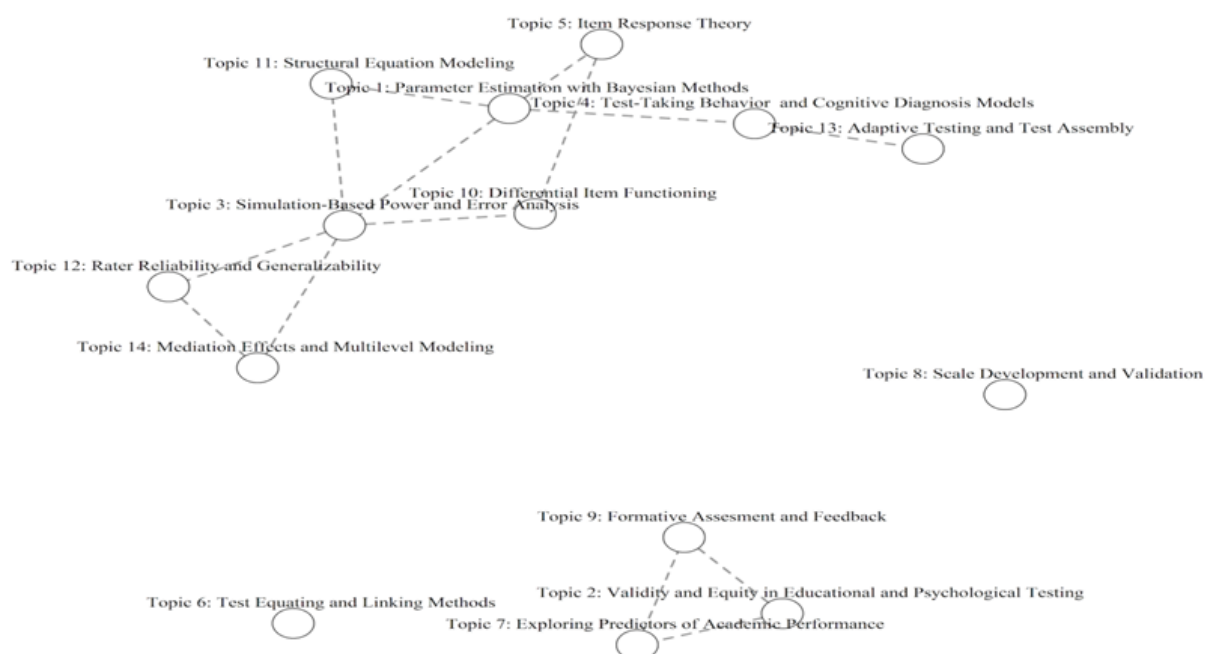 Topic 5: Item Response Theory
Topic 11: Structural Equation Modeling
Topic 1: Parameter Estimation with Bayesian Methods
Topic 4: Test-Taking Behavior and Cognitive Diagnosis Models
Topic 13: Adaptive Testing and Test Assembly
Topic 10: Differential Item Functioning
Topic 3: Simulation-Based Power and Error Analysis
Topic 12: Rater Reliability and Generalizability
Topic 14: Mediation Effects and Multilevel Modeling
Topic 8: Scale Development and Validation
Topic 9: Formative Assesment and Feedback
Topic 2: Validity and Equity in Educational and Psychological Testing
Topic 6: Test Equating and Linking Methods
Topic 7: Exploring Predictors of Academic Performance